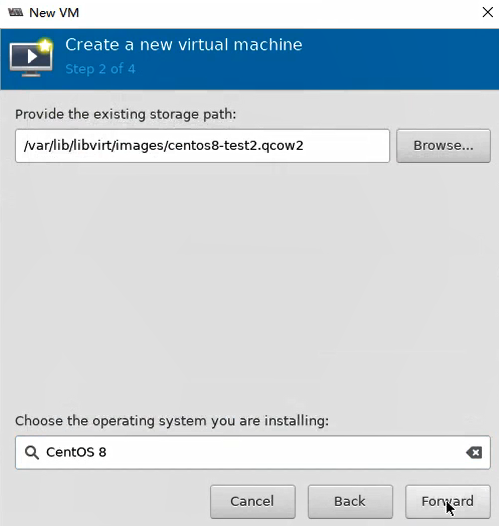 New VM
Create a new virtual machine
Step 2 of 4
Provide the existing storage path:
/var/lib/libvirt/images/centos8-test2.qcow2 Browse...
Choose the operating system you are installing:
CentOS 8
Cancel Back Forward